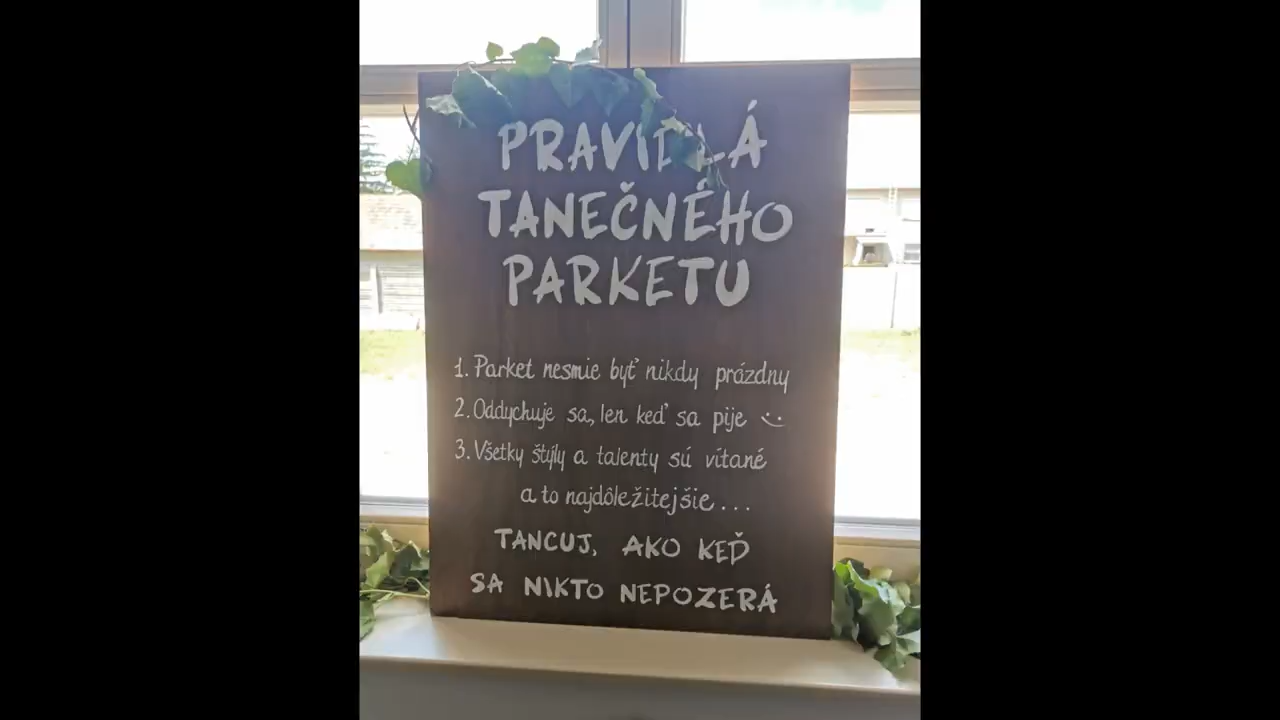 PRAVIDLÁ
TANEČNÉHO
PARKETU
1. Parket nesmie byť nikdy prázdny
2. Oddychuje sa, len keď sa pije
3. Všetky štýly a talenty sú vítané
a to najdôležitejšie...
TANCUJ, AKO KEĎ
SA NIKTO NEPOZERÁ